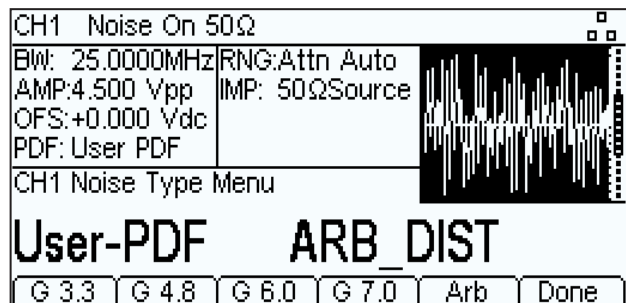 CH1 Noise On 50Ω
BW: 25.0000MHz RNG:Attn Auto
AMP:4.500 Vpp IMP: 50ΩSource
OFS:+0.000 Vdc
PDF: User PDF
CH1 Noise Type Menu
User-PDF ARB_DIST
G 3.3 G 4.8 G 6.0 G 7.0 Arb Done